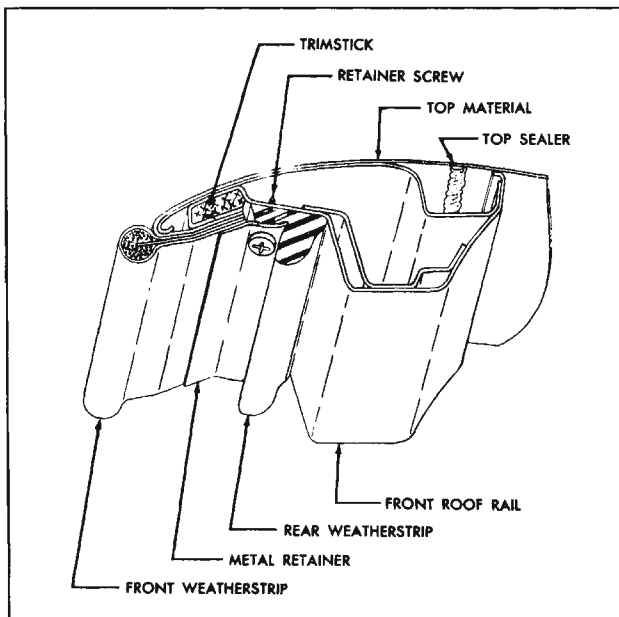 TRIMSTICK
RETAINER SCREW
TOP MATERIAL
TOP SEALER
FRONT ROOF RAIL
REAR WEATHERSTRIP
METAL RETAINER
FRONT WEATHERSTRIP